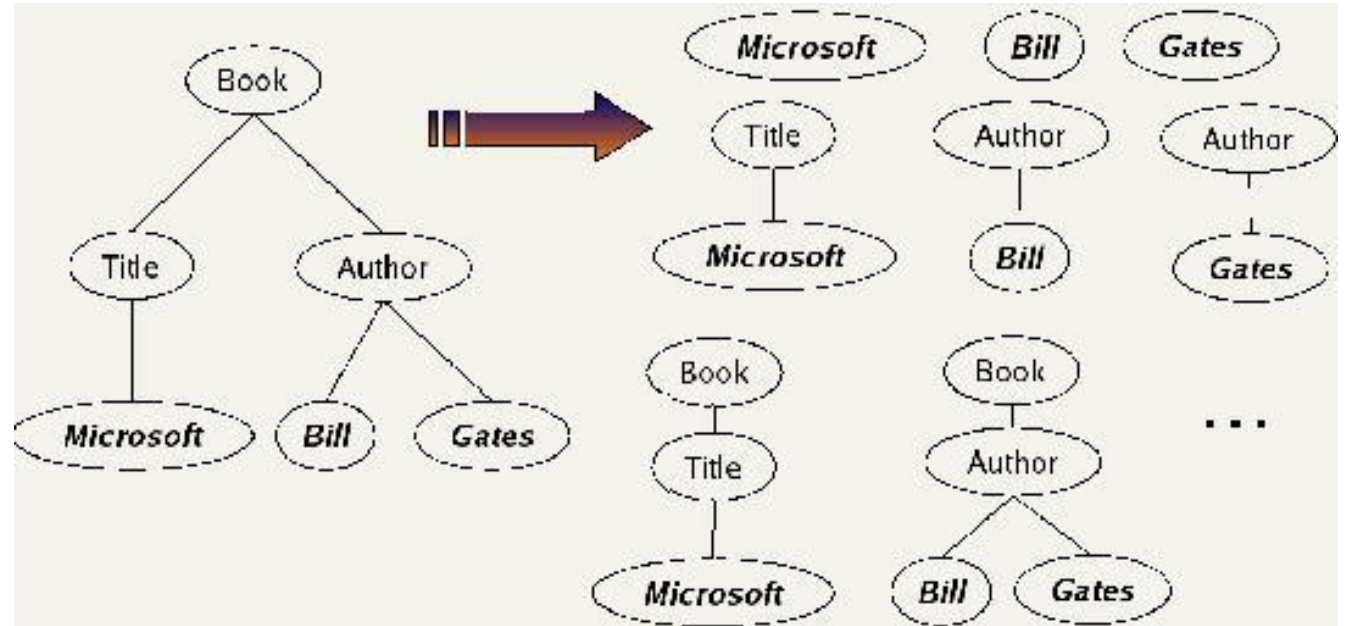 Book
Title Author
Microsoft Bill Gates
Microsoft Bill Gates
Title Author Author
Microsoft Bill Gates
Book Book
Title Author
Microsoft Bill Gates
...